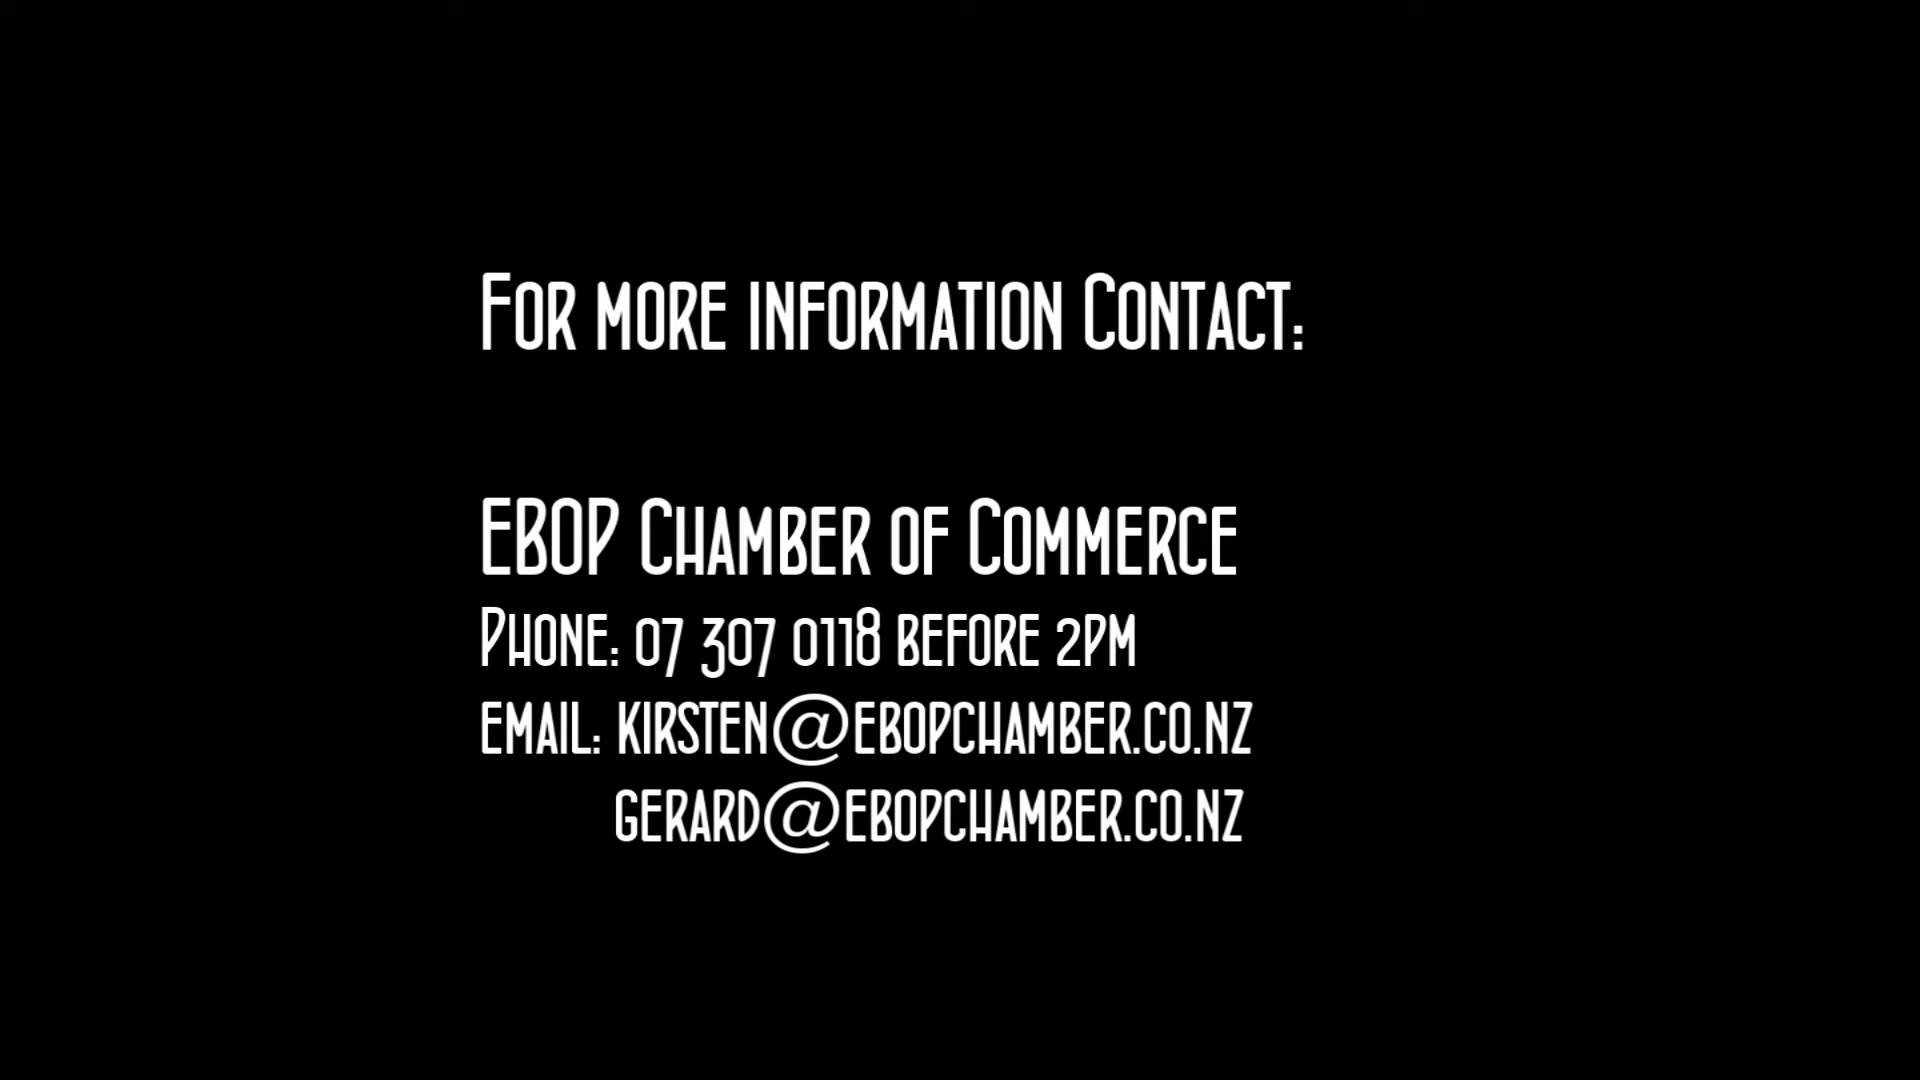 For more information Contact:
EBOP Chamber of Commerce
Phone: 07 307 0118 before 2pm
email: kirsten@ebopchamber.co.nz
gerard@ebopchamber.co.nz